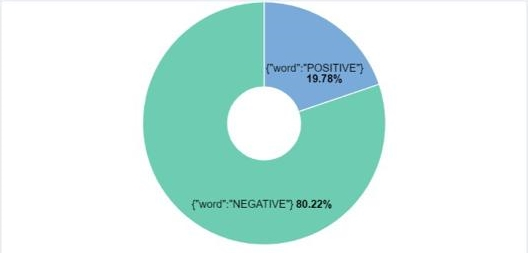 {"word":"POSITIVE"}
19.78%
{"word":"NEGATIVE"} 80.22%